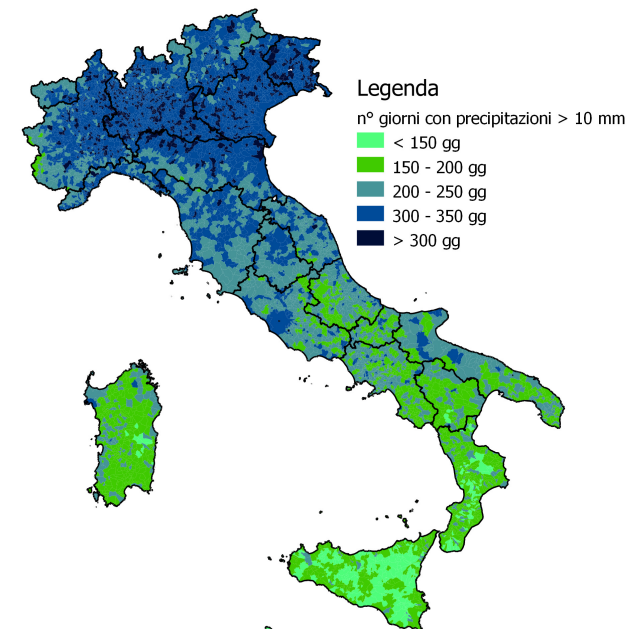 Legenda
n° giorni con precipitazioni > 10 mm
< 150 gg
150 - 200 gg
200 - 250 gg
300 - 350 gg
> 300 gg